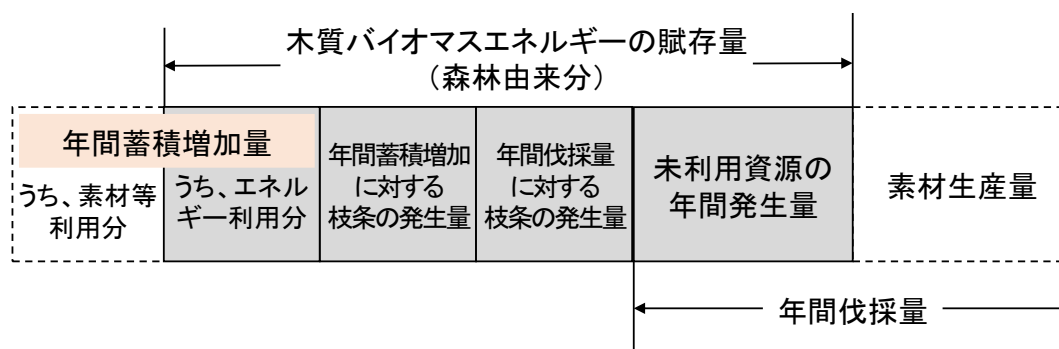 木質バイオマスエネルギーの賦存量
（森林由来分）
年間蓄積増加量
うち、素材等
利用分
うち、エネル
ギー利用分
年間蓄積増加
に対する
枝条の発生量
年間伐採量
に対する
枝条の発生量
未利用資源の
年間発生量
素材生産量
年間伐採量